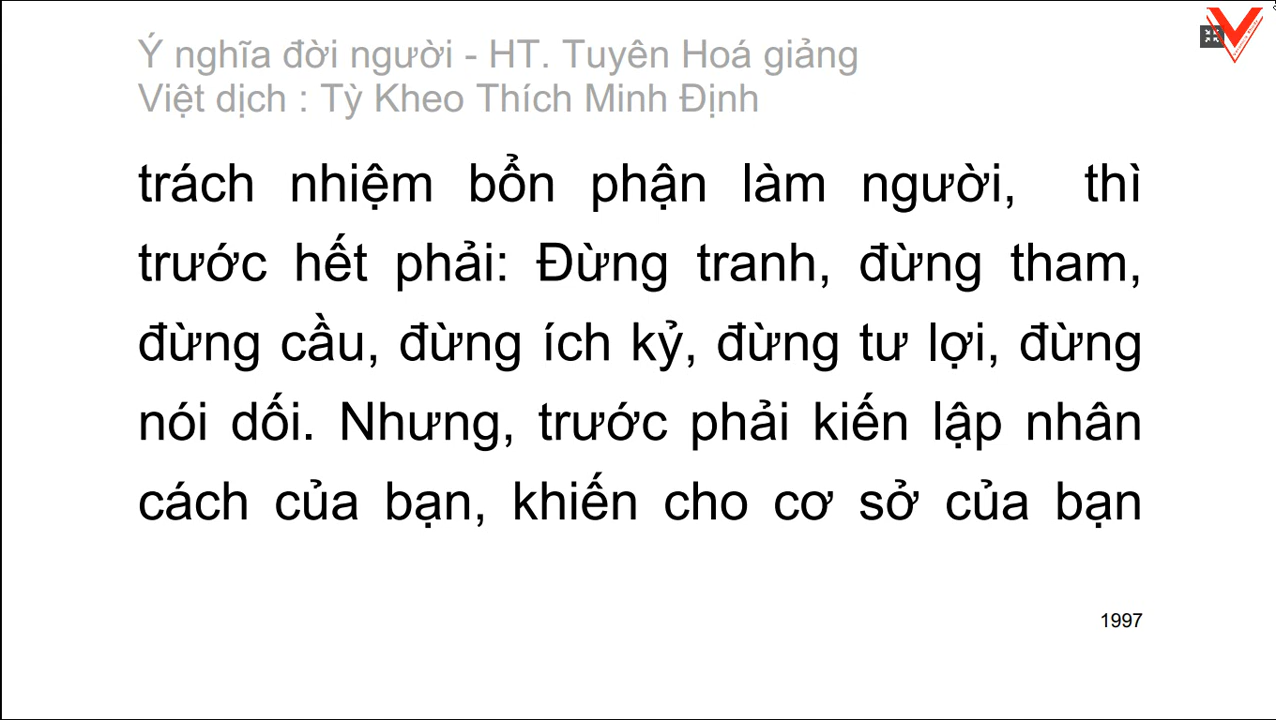 Ý nghĩa đời người - HT. Tuyên Hoá giảng
Việt dịch : Tỳ Kheo Thích Minh Định
trách nhiệm bổn phận làm người, thì
trước hết phải: Đừng tranh, đừng tham,
đừng cầu, đừng ích kỷ, đừng tư lợi, đừng
nói dối. Nhưng, trước phải kiến lập nhân
cách của bạn, khiến cho cơ sở của bạn
1997